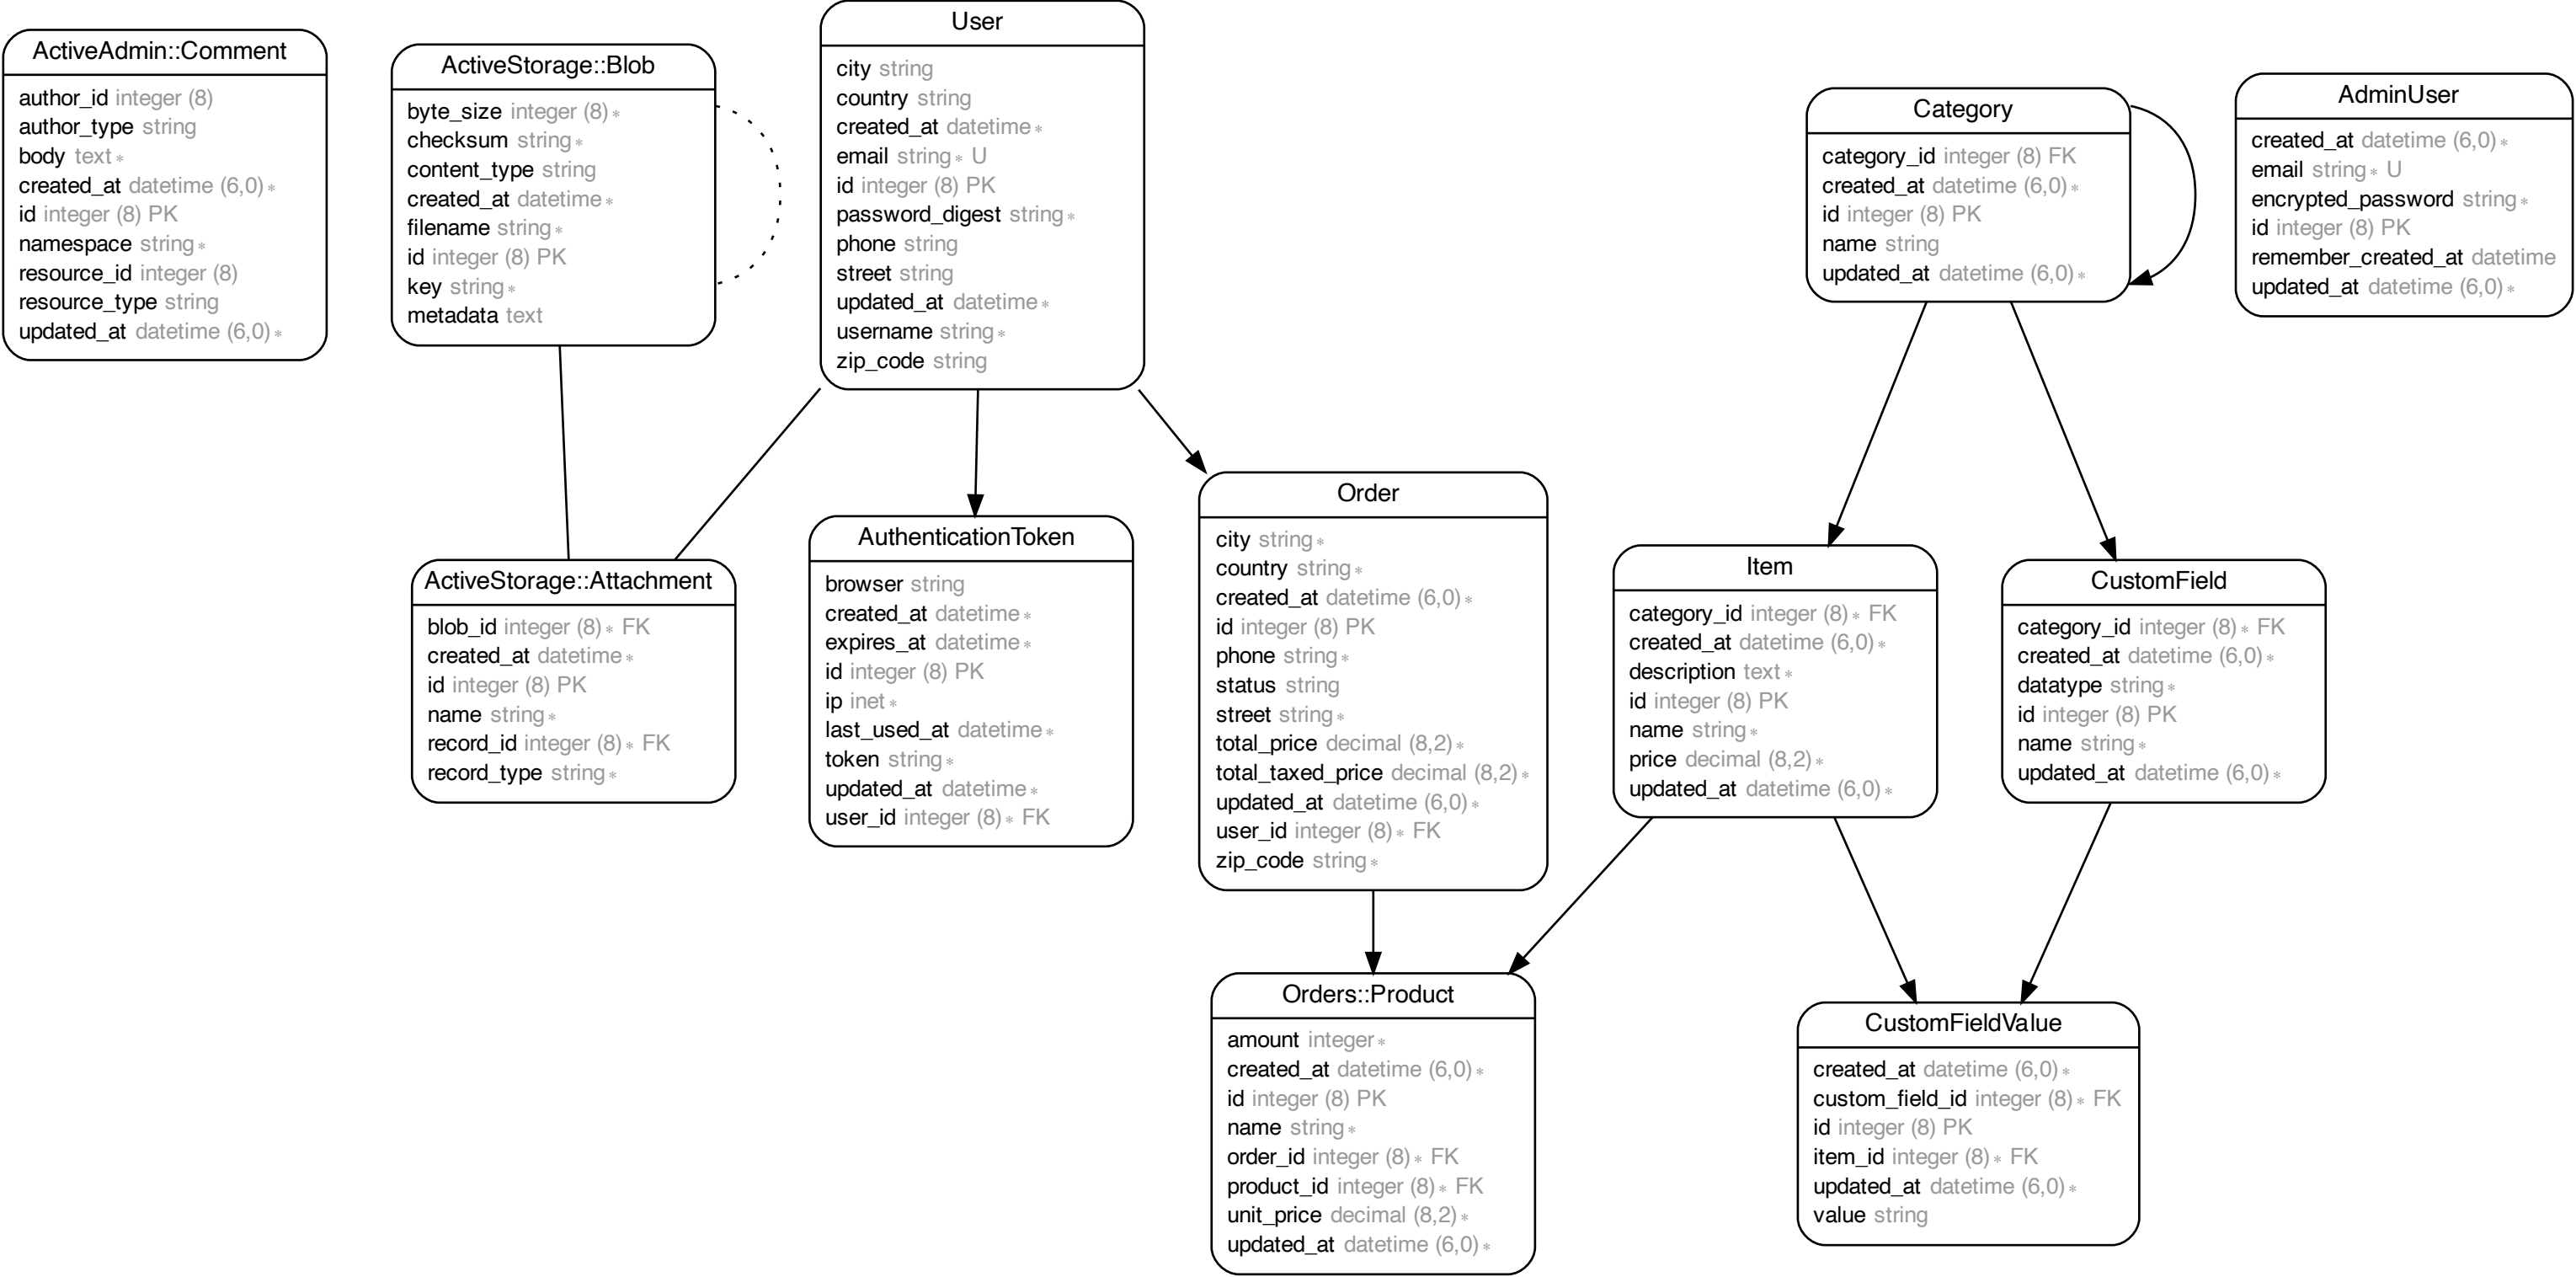 ActiveAdmin::Comment
author_id integer (8)
author_type string
body text ∗
created_at datetime (6,0) ∗
id integer (8) PK
namespace string ∗
resource_id integer (8)
resource_type string
updated_at datetime (6,0) ∗
ActiveStorage::Blob
byte_size integer (8) ∗
checksum string ∗
content_type string
created_at datetime ∗
filename string ∗
id integer (8) PK
key string ∗
metadata text
User
city string
country string
created_at datetime ∗
email string ∗ U
id integer (8) PK
password_digest string ∗
phone string
street string
updated_at datetime ∗
username string ∗
zip_code string
Category
category_id integer (8) FK
created_at datetime (6,0) ∗
id integer (8) PK
name string
updated_at datetime (6,0) ∗
AdminUser
created_at datetime (6,0) ∗
email string ∗ U
encrypted_password string ∗
id integer (8) PK
remember_created_at datetime
updated_at datetime (6,0) ∗
ActiveStorage::Attachment
blob_id integer (8) ∗ FK
created_at datetime ∗
id integer (8) PK
name string ∗
record_id integer (8) ∗ FK
record_type string ∗
AuthenticationToken
browser string
created_at datetime ∗
expires_at datetime ∗
id integer (8) PK
ip inet ∗
last_used_at datetime ∗
token string ∗
updated_at datetime ∗
user_id integer (8) ∗ FK
Order
city string ∗
country string ∗
created_at datetime (6,0) ∗
id integer (8) PK
phone string ∗
status string
street string ∗
total_price decimal (8,2) ∗
total_taxed_price decimal (8,2) ∗
updated_at datetime (6,0) ∗
user_id integer (8) ∗ FK
zip_code string ∗
Item
category_id integer (8) ∗ FK
created_at datetime (6,0) ∗
description text ∗
id integer (8) PK
name string ∗
price decimal (8,2) ∗
updated_at datetime (6,0) ∗
CustomField
category_id integer (8) ∗ FK
created_at datetime (6,0) ∗
datatype string ∗
id integer (8) PK
name string ∗
updated_at datetime (6,0) ∗
Orders::Product
amount integer ∗
created_at datetime (6,0) ∗
id integer (8) PK
name string ∗
order_id integer (8) ∗ FK
product_id integer (8) ∗ FK
unit_price decimal (8,2) ∗
updated_at datetime (6,0) ∗
CustomFieldValue
created_at datetime (6,0) ∗
custom_field_id integer (8) ∗ FK
id integer (8) PK
item_id integer (8) ∗ FK
updated_at datetime (6,0) ∗
value string